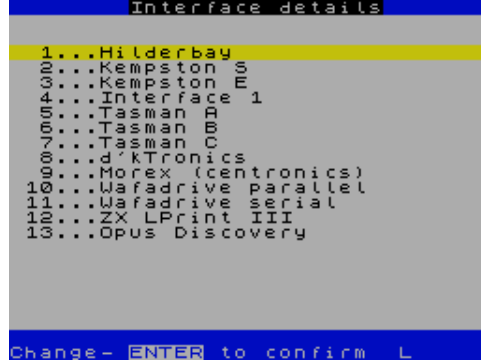 Interface details
1...Hilderbay
2...Kempston S
3...Kempston E
4...Interface 1
5...Tasman A
6...Tasman B
7...Tasman C
8...d'kTronics
9...Morex (centronics)
10...Wafadrive parallel
11...Wafadrive serial
12...ZX LPrint III
13...Opus Discovery
Change- ENTER to confirm L